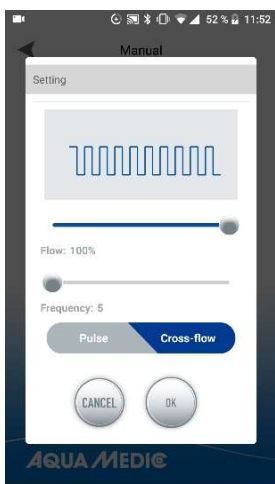 52 % 11:52
Manual
Setting
Flow: 100%
Frequency: 5
Pulse Cross-flow
CANCEL OK
AQUA MEDIC